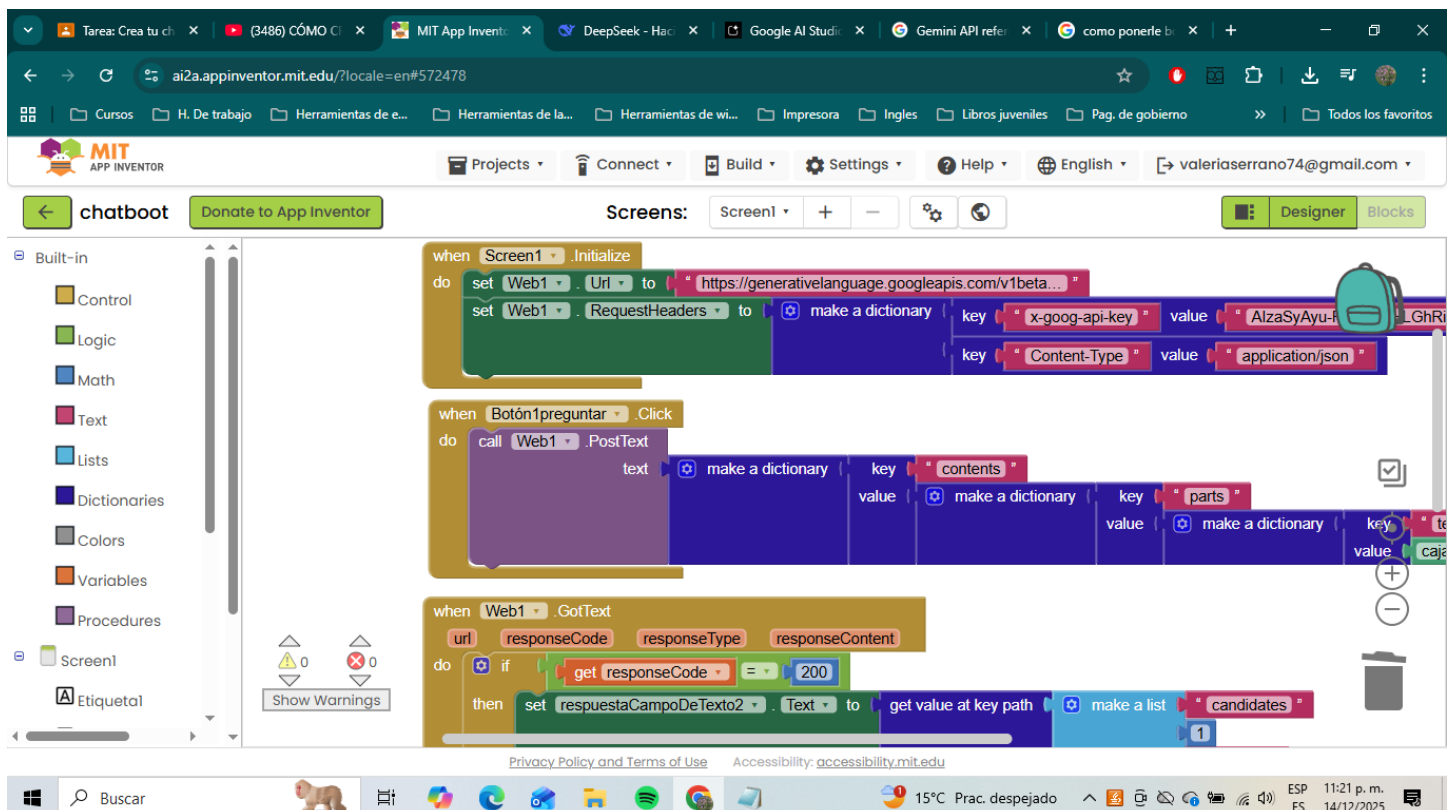 Tarea: Crea tu ch
(3486) CÓMO C
MIT App Invento
DeepSeek - Haci
Google AI Studio
Gemini API refer
como ponerle b
ai2a.appinventor.mit.edu/?locale=en#572478
Cursos
H. De trabajo
Herramientas de e...
Herramientas de la...
Herramientas de wi...
Impresora
Ingles
Libros juveniles
Pag. de gobierno
»
Todos los favoritos
MIT
APP INVENTOR
Projects
Connect
Build
Settings
Help
English
valeriaserrano74@gmail.com
chatboot
Donate to App Inventor
Screens:
Screen1
Designer
Blocks
Built-in
Control
Logic
Math
Text
Lists
Dictionaries
Colors
Variables
Procedures
Screen1
Etiqueta1
0
0
Show Warnings
when Screen1 .Initialize
do set Web1 . Url to " https://generativelanguage.googleapis.com/v1beta... "
set Web1 . RequestHeaders to make a dictionary key " x-goog-api-key " value " AIzaSyAyu- LGhRi
key " Content-Type " value " application/json "
when Botón1preguntar .Click
do call Web1 .PostText
text make a dictionary key " contents "
value make a dictionary key " parts "
value make a dictionary key " te
value caja
when Web1 .GotText
url responseCode responseType responseContent
do if get responseCode = 200
then set respuestaCampoDeTexto2 . Text to get value at key path make a list " candidates "
1
Privacy Policy and Terms of Use
Accessibility: accessibility.mit.edu
Buscar
15°C Prac. despejado
ESP
ES
11:21 p. m.
14/12/2025